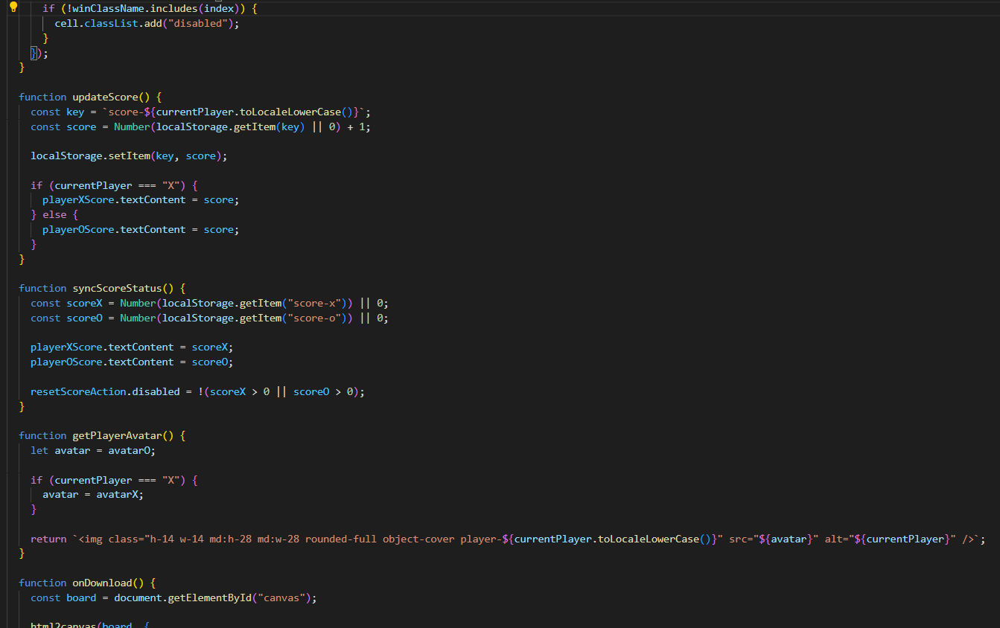 if (!winClassName.includes(index)) {
cell.classList.add("disabled");
}
});
}
function updateScore() {
const key = `score-${currentPlayer.toLocaleLowerCase()}`;
const score = Number(localStorage.getItem(key) || 0) + 1;
localStorage.setItem(key, score);
if (currentPlayer === "X") {
playerXScore.textContent = score;
} else {
playerOScore.textContent = score;
}
}
function syncScoreStatus() {
const scoreX = Number(localStorage.getItem("score-x")) || 0;
const scoreO = Number(localStorage.getItem("score-o")) || 0;
playerXScore.textContent = scoreX;
playerOScore.textContent = scoreO;
resetScoreAction.disabled = !(scoreX > 0 || scoreO > 0);
}
function getPlayerAvatar() {
let avatar = avatarO;
if (currentPlayer === "X") {
avatar = avatarX;
}
return `<img class="h-14 w-14 md:h-28 md:w-28 rounded-full object-cover player-${currentPlayer.toLocaleLowerCase()}" src="${avatar}" alt="${currentPlayer}" />`;
}
function onDownload() {
const board = document.getElementById("canvas");
html2canvas(board, {